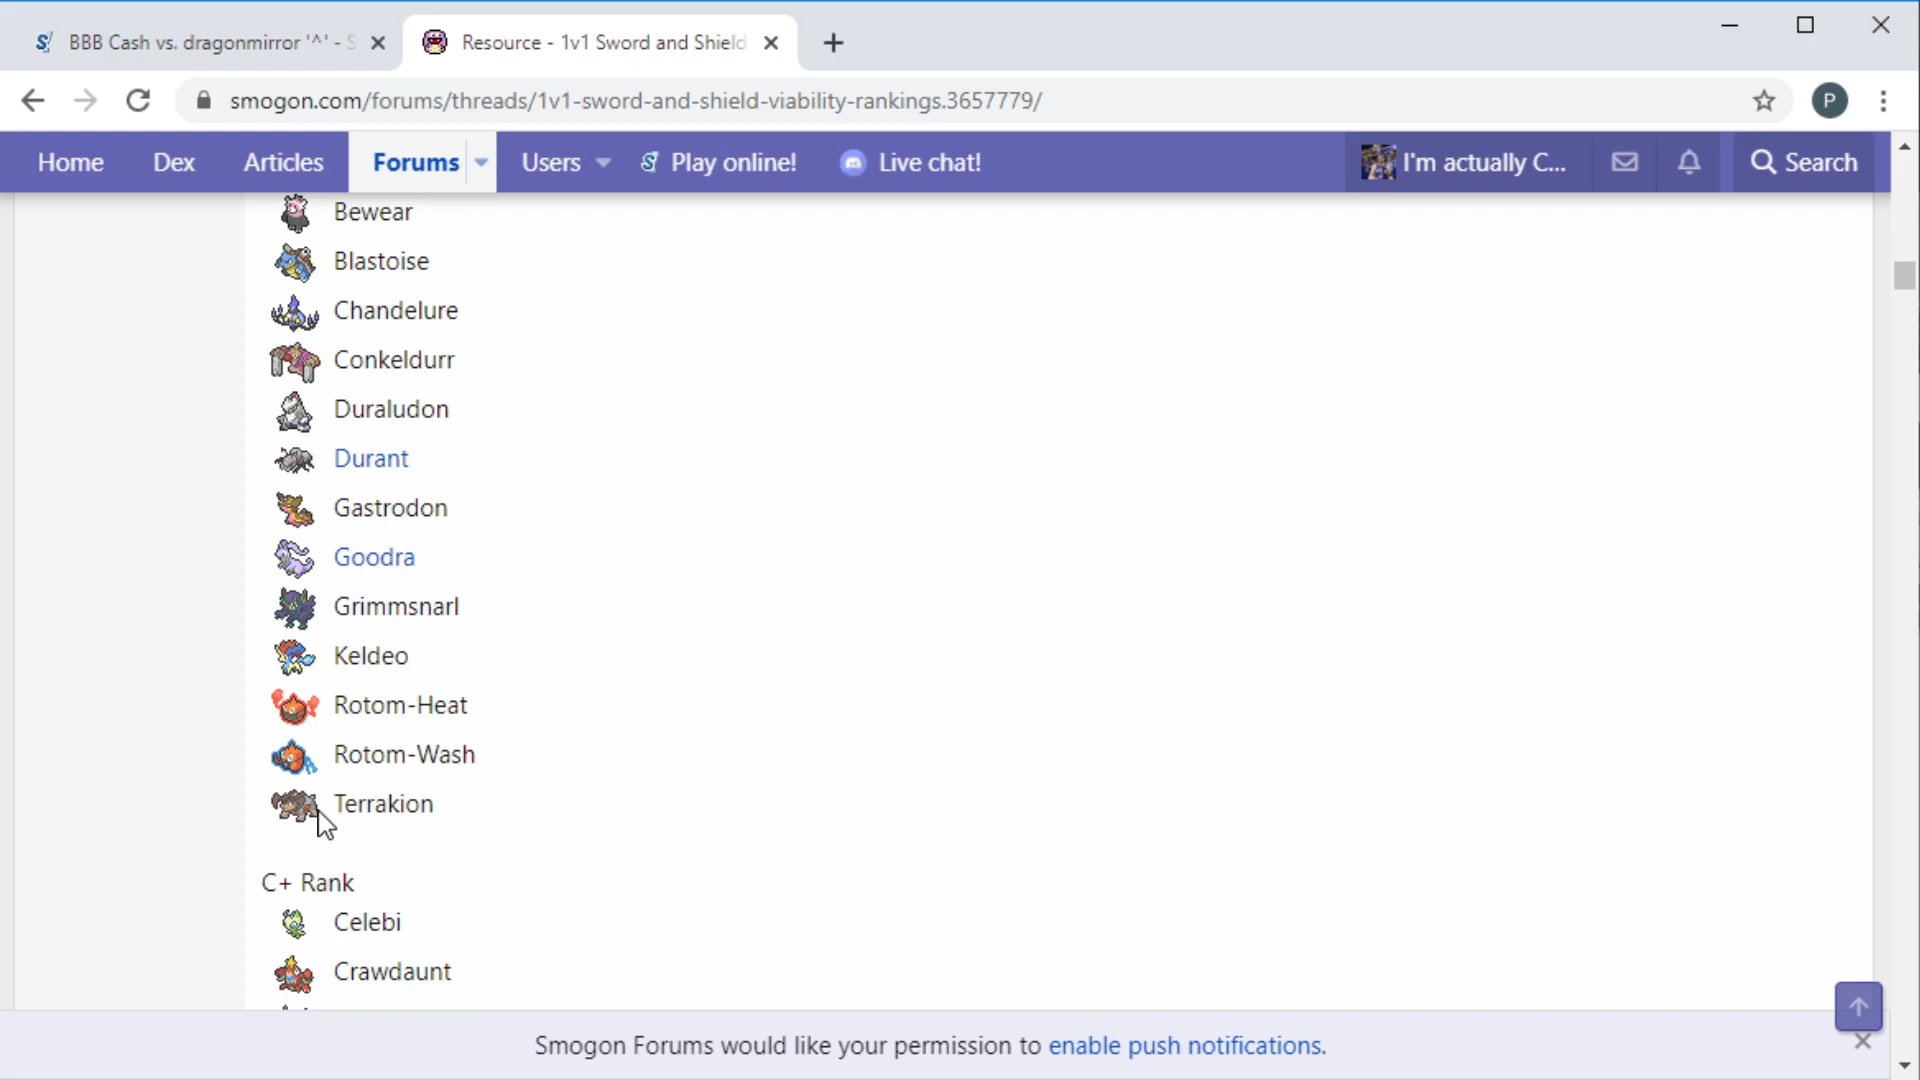 BBB Cash vs. dragonmirror '^' - S
Resource - 1v1 Sword and Shield
smogon.com/forums/threads/1v1-sword-and-shield-viability-rankings.3657779/
P
Home Dex Articles Forums Users Play online! Live chat! I'm actually C... Search
Bewear
Blastoise
Chandelure
Conkeldurr
Duraludon
Durant
Gastrodon
Goodra
Grimmsnarl
Keldeo
Rotom-Heat
Rotom-Wash
Terrakion
C+ Rank
Celebi
Crawdaunt
Smogon Forums would like your permission to enable push notifications.